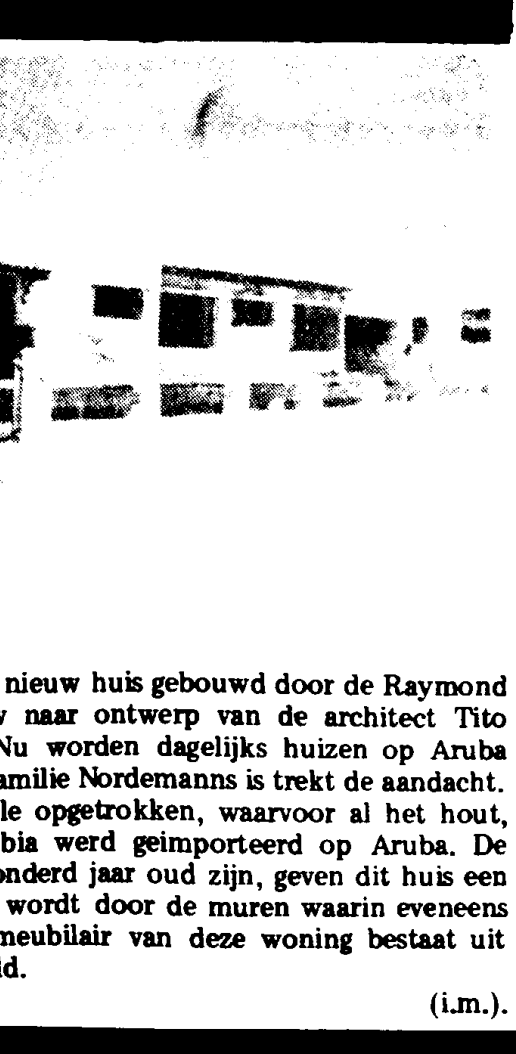 nieuw huis gebouwd door de Raymond
naar ontwerp van de architect Tito
Nu worden dagelijks huizen op Aruba
amilie Nordemanns is trekt de aandacht.
le opgetrokken, waarvoor al het hout,
bia werd geimporteerd op Aruba. De
onderd jaar oud zijn, geven dit huis een
wordt door de muren waarin eveneens
meubilair van deze woning bestaat uit
ld.
(i.m.).